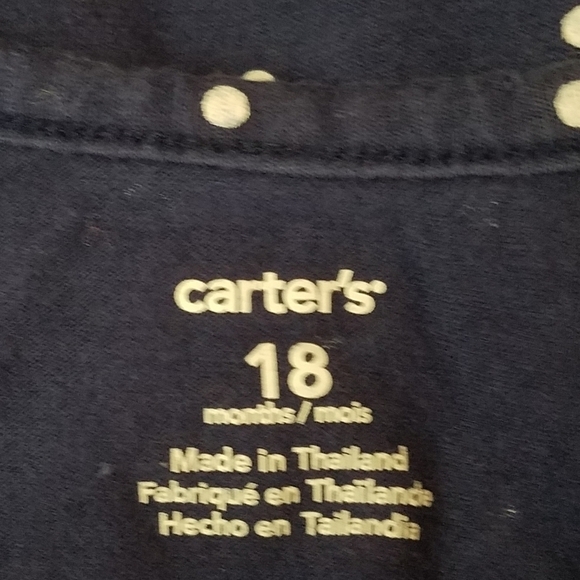 carter's
18
months/mois
Made in Thailand
Fabriqué en Thaïlande
Hecho en Tailandia